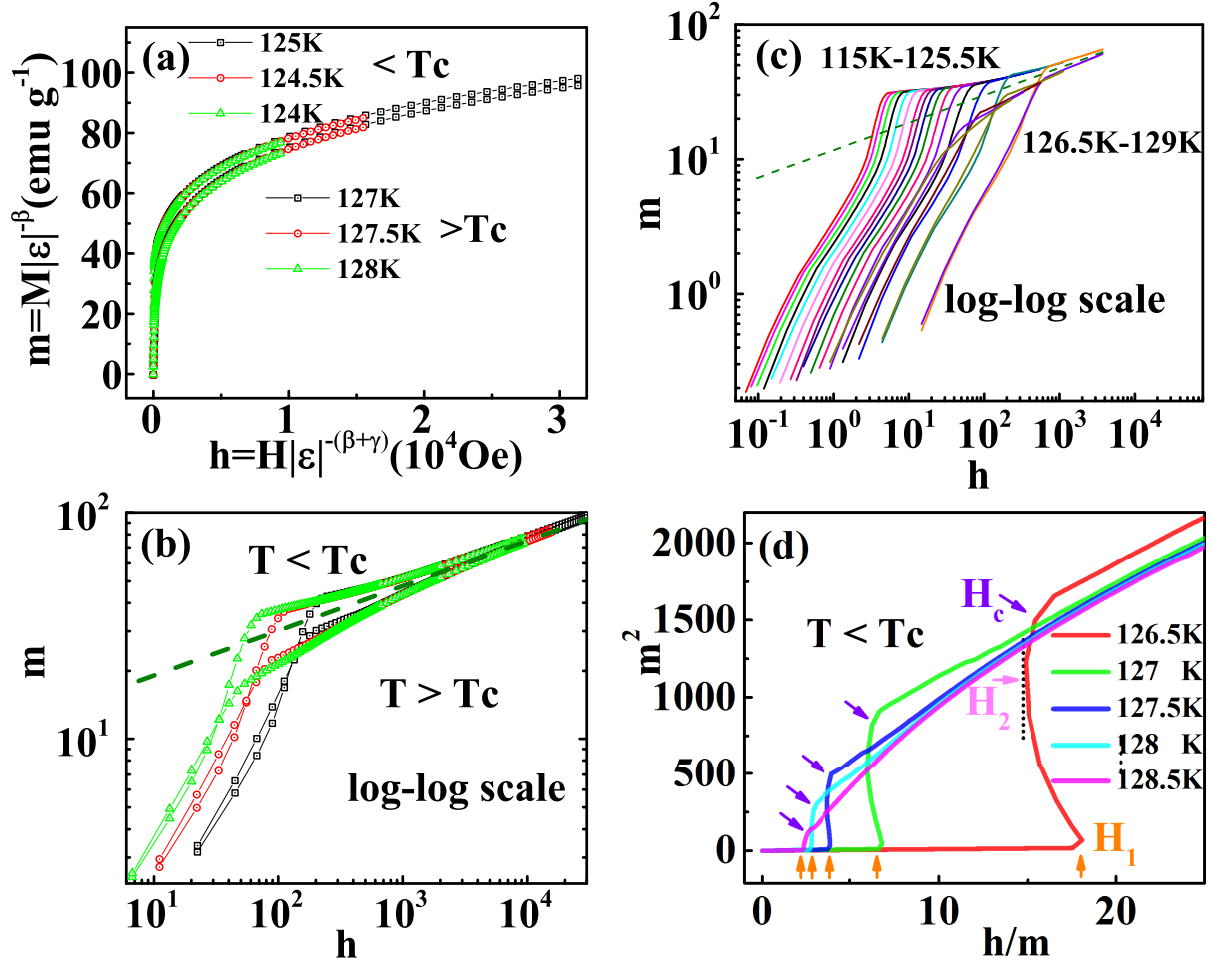 (a)
125K
124.5K
124K
< Tc
127K
127.5K
128K
>Tc
100
80
60
40
20
0
m=M|ε|^-β (emu g^-1)
0 1 2 3
h=H|ε|^-(β+γ)(10^4Oe)
(c)
115K-125.5K
126.5K-129K
log-log scale
10^2
10^1
10^0
m
10^-1 10^0 10^1 10^2 10^3 10^4
h
(b)
T < Tc
T > Tc
log-log scale
10^2
10^1
m
10^1 10^2 10^3 10^4
h
(d)
T < Tc
H_c
H_2
H_1
126.5K
127 K
127.5K
128 K
128.5K
2000
1500
1000
500
0
m^2
0 10 20
h/m